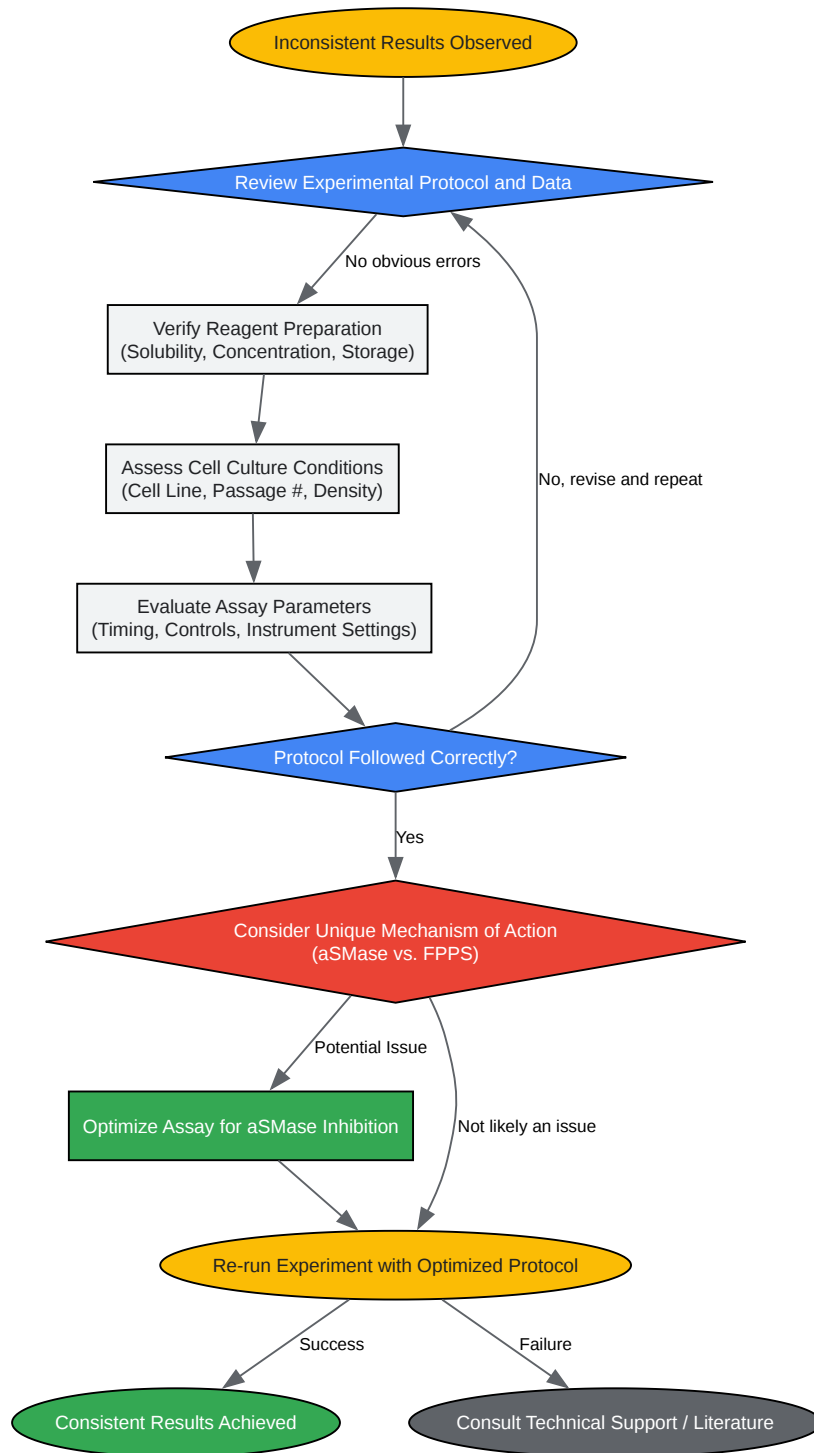 Inconsistent Results Observed
Review Experimental Protocol and Data
No obvious errors
Verify Reagent Preparation
(Solubility, Concentration, Storage)
Assess Cell Culture Conditions
(Cell Line, Passage #, Density)
No, revise and repeat
Evaluate Assay Parameters
(Timing, Controls, Instrument Settings)
Protocol Followed Correctly?
Yes
Consider Unique Mechanism of Action
(aSMase vs. FPPS)
Potential Issue
Optimize Assay for aSMase Inhibition
Not likely an issue
Re-run Experiment with Optimized Protocol
Success
Failure
Consistent Results Achieved
Consult Technical Support / Literature